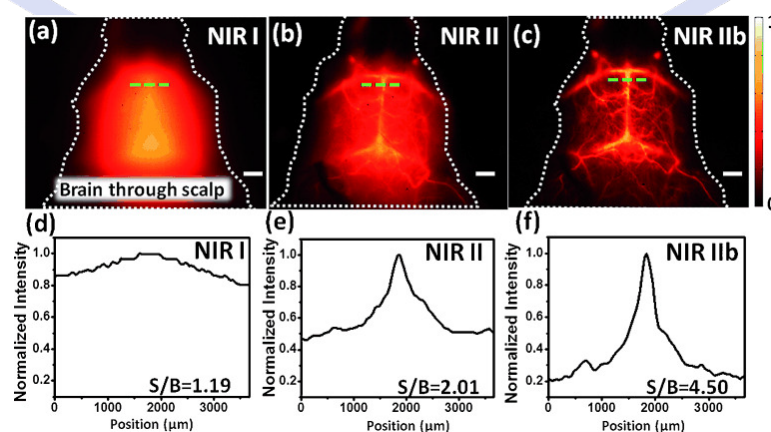 (a) NIR I
(b) NIR II
(c) NIR IIb
1
0
Brain through scalp
(d) NIR I
Normalized Intensity
1.0
0.8
0.6
0.4
0.2
S/B=1.19
0 1000 2000 3000
Position (μm)
(e) NIR II
Normalized Intensity
1.0
0.8
0.6
0.4
0.2
S/B=2.01
0 1000 2000 3000
Position (μm)
(f) NIR IIb
Normalized Intensity
1.0
0.8
0.6
0.4
0.2
S/B=4.50
0 1000 2000 3000
Position (μm)